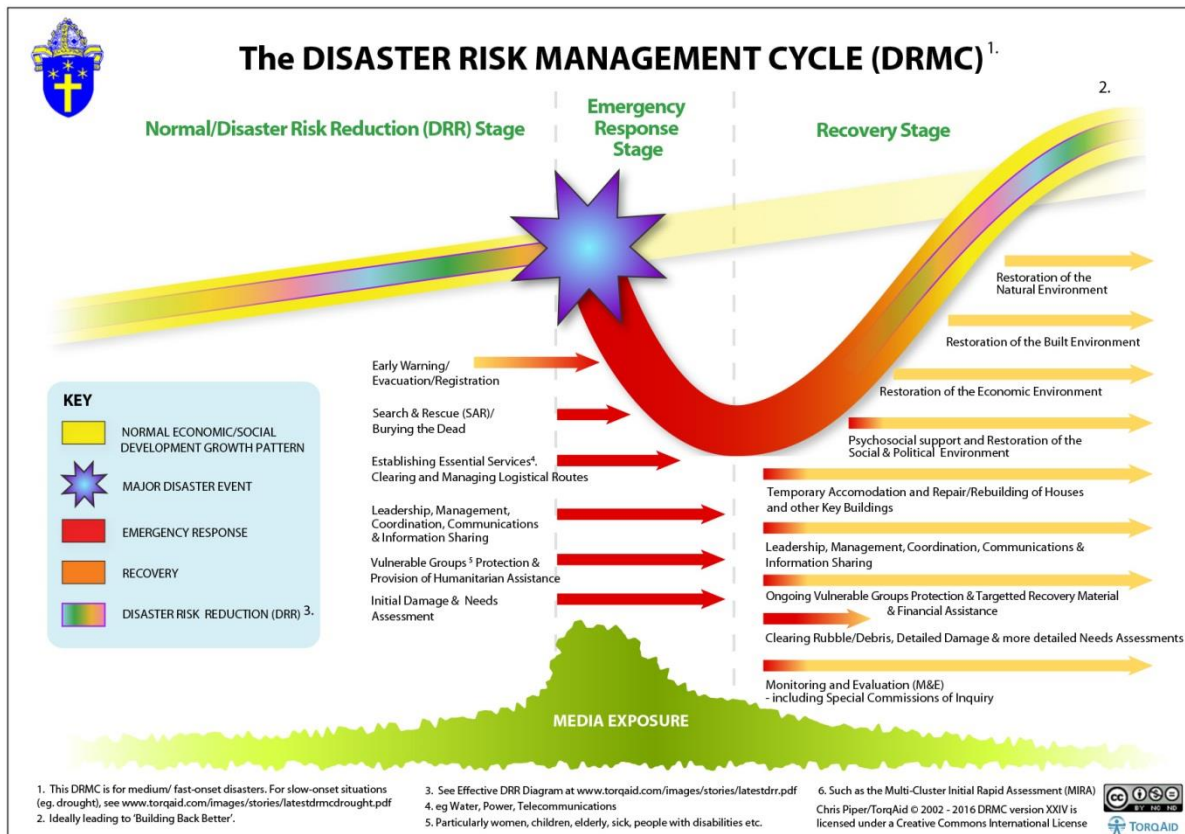 The DISASTER RISK MANAGEMENT CYCLE (DRMC) 1.
2.
Normal/Disaster Risk Reduction (DRR) Stage
Emergency
Response
Stage
Recovery Stage
Restoration of the
Natural Environment
Restoration of the Built Environment
Restoration of the Economic Environment
Psychosocial support and Restoration of the
Social & Political Environment
Temporary Accomodation and Repair/Rebuilding of Houses
and other Key Buildings
Leadership, Management, Coordination, Communications &
Information Sharing
Ongoing Vulnerable Groups Protection & Targetted Recovery Material
& Financial Assistance
Clearing Rubble/Debris, Detailed Damage & more detailed Needs Assessments
Monitoring and Evaluation (M&E)
- including Special Commissions of Inquiry
Early Warning/
Evacuation/Registration
Search & Rescue (SAR)/
Burying the Dead
Establishing Essential Services4.
Clearing and Managing Logistical Routes
Leadership, Management,
Coordination, Communications
& Information Sharing
Vulnerable Groups 5 Protection &
Provision of Humanitarian Assistance
Initial Damage & Needs
Assessment
KEY
NORMAL ECONOMIC/SOCIAL
DEVELOPMENT GROWTH PATTERN
MAJOR DISASTER EVENT
EMERGENCY RESPONSE
RECOVERY
DISASTER RISK REDUCTION (DRR) 3.
MEDIA EXPOSURE
1. This DRMC is for medium/ fast-onset disasters. For slow-onset situations
(eg. drought), see www.torqaid.com/images/stories/latestdrmcdrought.pdf
2. Ideally leading to 'Building Back Better'.
3. See Effective DRR Diagram at www.torqaid.com/images/stories/latestdrr.pdf
4. eg Water, Power, Telecommunications
5. Particularly women, children, elderly, sick, people with disabilities etc.
6. Such as the Multi-Cluster Initial Rapid Assessment (MIRA)
Chris Piper/TorqAid © 2002 - 2016 DRMC version XXIV is
licensed under a Creative Commons International License
CC
BY NC ND
TORQAID